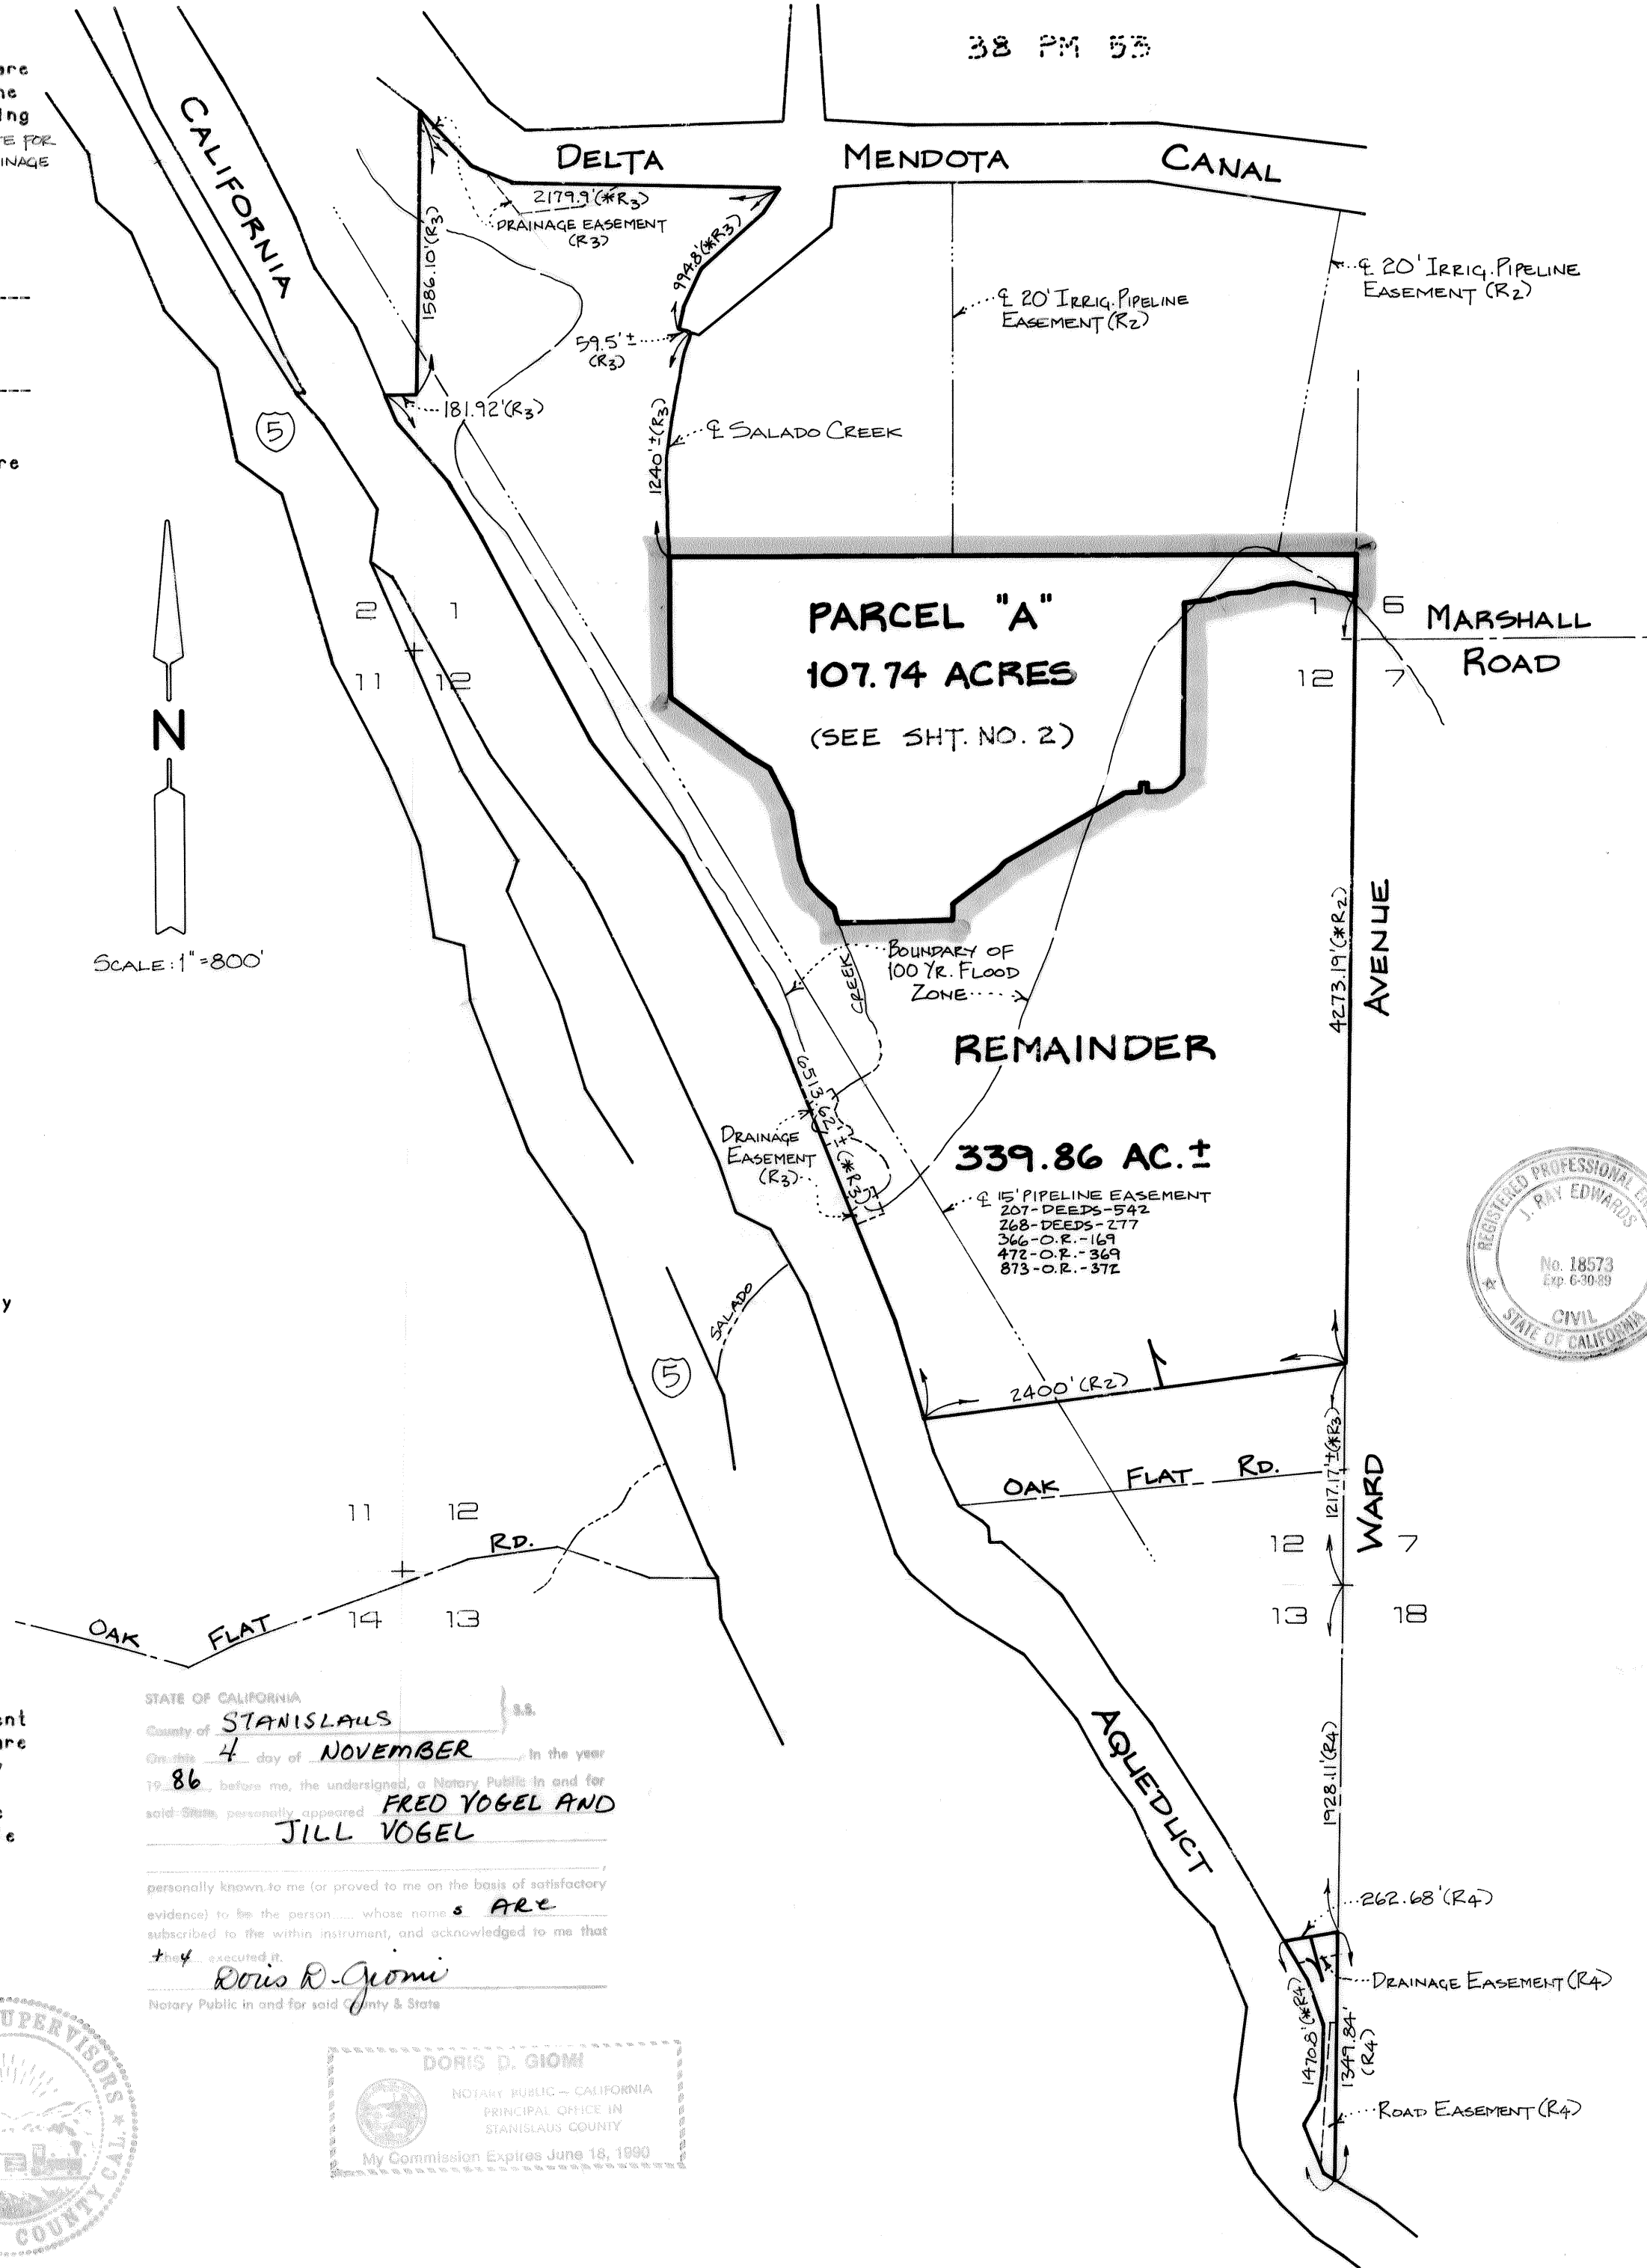 38 PM 53
are
ne
ing
TE FOR
INAGE
re
y
ent
are
e
CALIFORNIA
DELTA MENDOTA CANAL
2179.9'(*R3)
DRAINAGE EASEMENT
(R3)
1586.10'(R3)
994.8'(*R3)
59.5'±
(R3)
181.92'(R3)
1240'±(R3)
℄ SALADO CREEK
℄ 20' IRRIG. PIPELINE
EASEMENT (R2)
℄ 20' IRRIG. PIPELINE
EASEMENT (R2)
5
2 1
11 12
N
SCALE: 1"=800'
PARCEL "A"
107.74 ACRES
(SEE SHT. NO. 2)
1 6
12 7
MARSHALL
ROAD
BOUNDARY OF
100 YR. FLOOD
ZONE
CREEK
4273.19'(*R2)
AVENUE
REMAINDER
339.86 AC.±
6513.62'±(*R3)
DRAINAGE
EASEMENT
(R3)
℄ 15' PIPELINE EASEMENT
207-DEEDS-542
268-DEEDS-277
366-O.R.-169
472-O.R.-369
873-O.R.-372
REGISTERED PROFESSIONAL
J. RAY EDWARDS
No. 18573
Exp. 6-30-89
CIVIL
STATE OF CALIFORNIA
SALADO
5
2400'(R2)
1217.17'±(*R3)
OAK FLAT RD.
WARD
12 7
13 18
11 12
14 13
OAK FLAT RD.
AQUEDUCT
1928.11'(R4)
262.68'(R4)
DRAINAGE EASEMENT (R4)
1470.8'(*R4)
1349.84'
(R4)
ROAD EASEMENT (R4)
STATE OF CALIFORNIA
County of STANISLAUS } S.S.
On this 4 day of NOVEMBER, in the year
19 86, before me, the undersigned, a Notary Public in and for
said State, personally appeared FRED VOGEL AND
JILL VOGEL
personally known to me (or proved to me on the basis of satisfactory
evidence) to be the person whose name s ARE
subscribed to the within instrument, and acknowledged to me that
they executed it.
Doris D. Giomi
Notary Public in and for said County & State
DORIS D. GIOMI
NOTARY PUBLIC - CALIFORNIA
PRINCIPAL OFFICE IN
STANISLAUS COUNTY
My Commission Expires June 18, 1990
SUPERVISORS
COUNTY CAL.